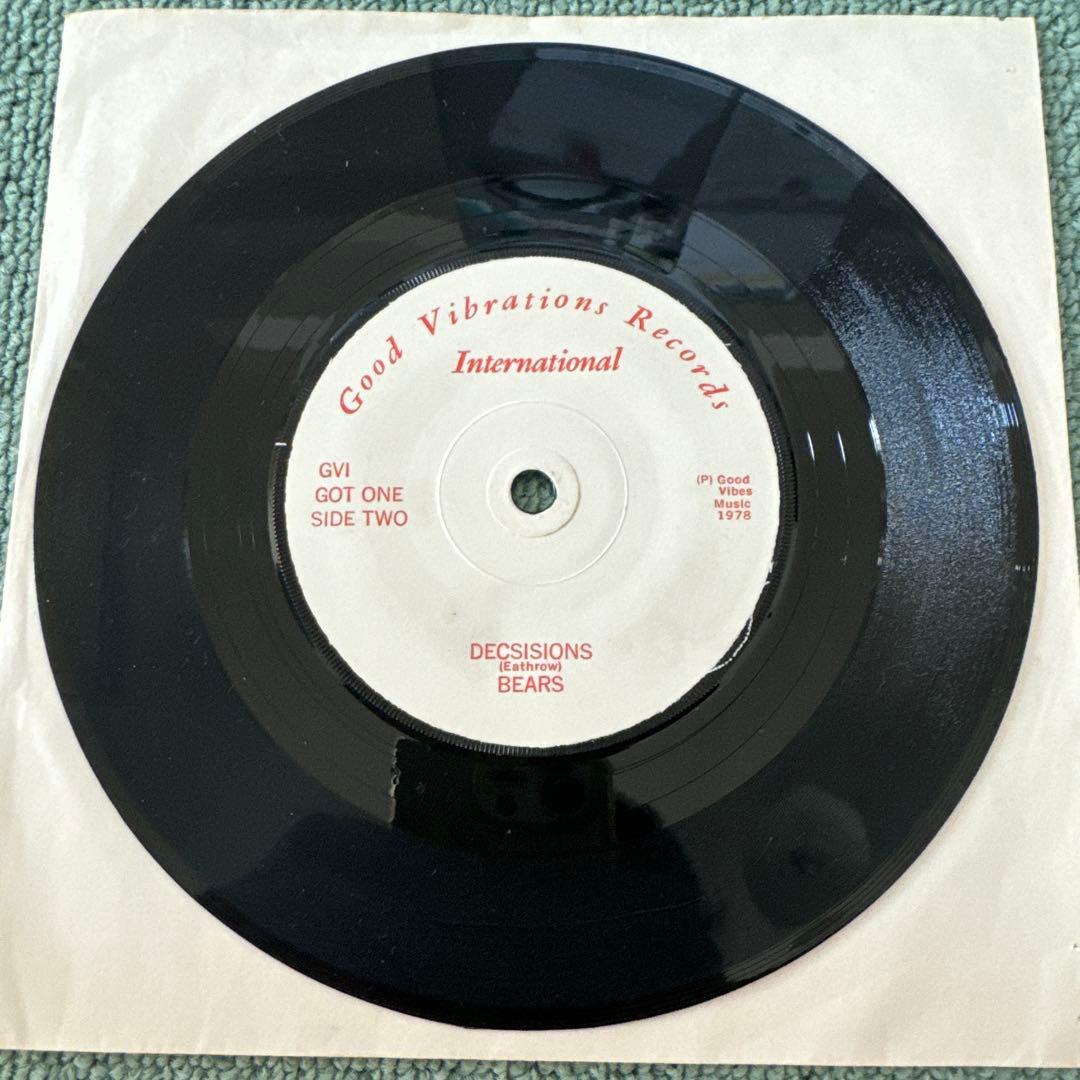 Good Vibrations Records
International
GVI
GOT ONE
SIDE TWO
(P) Good
Vibes
Music
1978
DECSISIONS
(Eathrow)
BEARS